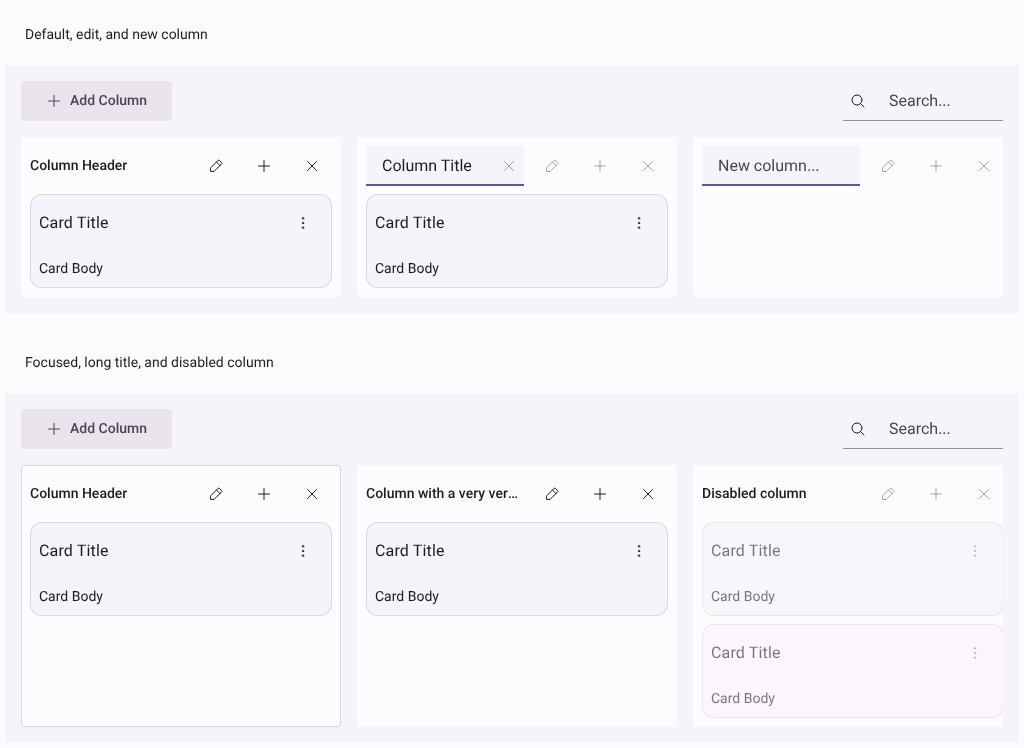 Default, edit, and new column
Add Column
Search...
Column Header
Column Title
New column...
Card Title
Card Title
Card Body
Card Body
Focused, long title, and disabled column
Add Column
Search...
Column Header
Column with a very ver...
Disabled column
Card Title
Card Title
Card Title
Card Body
Card Body
Card Body
Card Title
Card Body